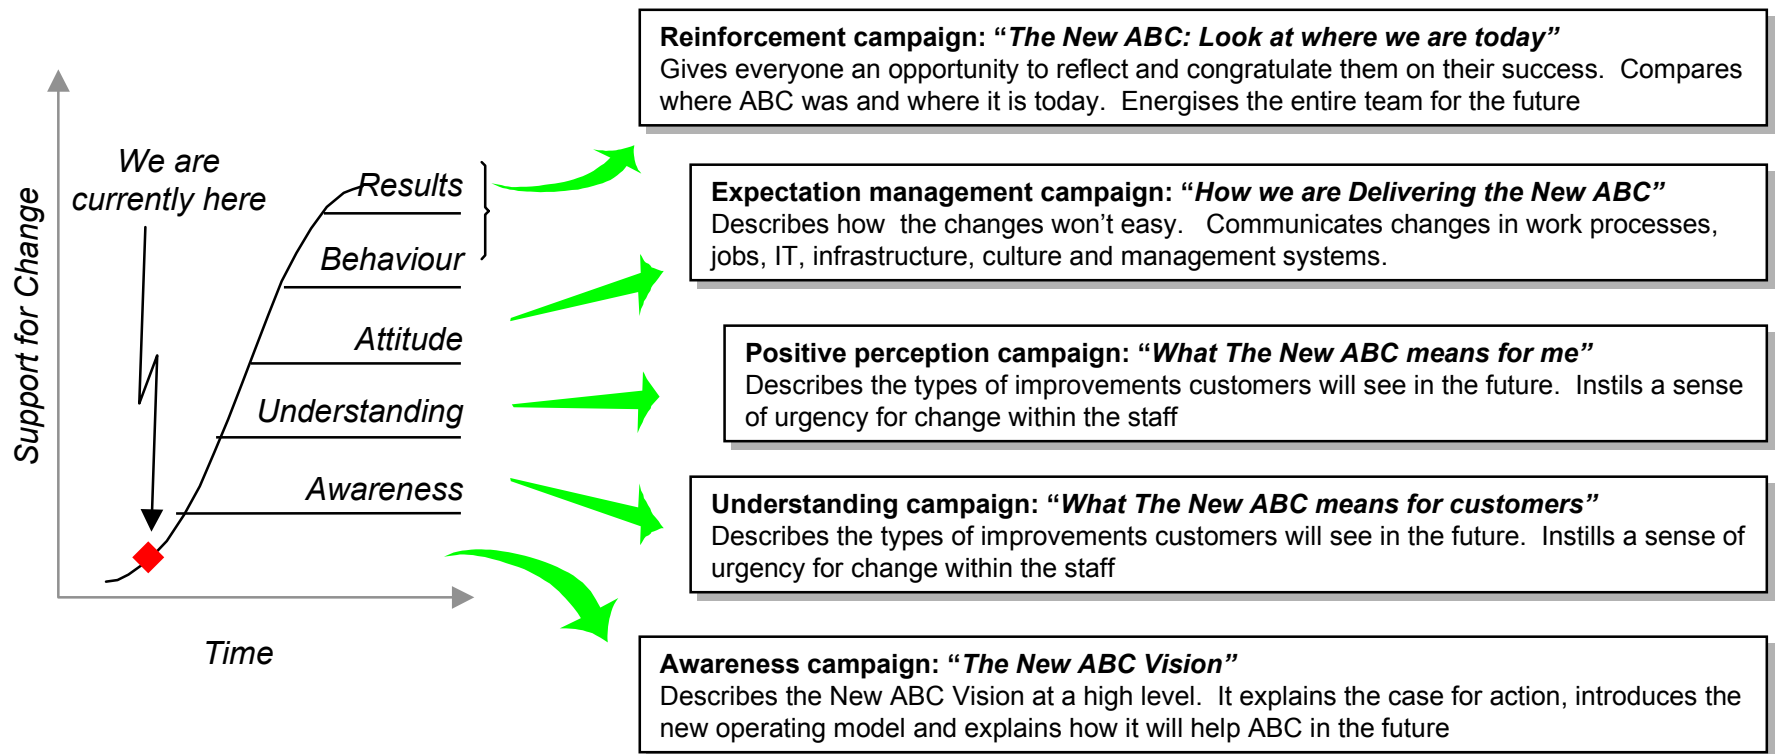 Support for Change
We are
currently here
Results
Behaviour
Attitude
Understanding
Awareness
Time
Reinforcement campaign: “The New ABC: Look at where we are today”
Gives everyone an opportunity to reflect and congratulate them on their success.  Compares
where ABC was and where it is today.  Energises the entire team for the future
Expectation management campaign: “How we are Delivering the New ABC”
Describes how  the changes won’t easy.   Communicates changes in work processes,
jobs, IT, infrastructure, culture and management systems.
Positive perception campaign: “What The New ABC means for me”
Describes the types of improvements customers will see in the future.  Instils a sense
of urgency for change within the staff
Understanding campaign: “What The New ABC means for customers”
Describes the types of improvements customers will see in the future.  Instills a sense of
urgency for change within the staff
Awareness campaign: “The New ABC Vision”
Describes the New ABC Vision at a high level.  It explains the case for action, introduces the
new operating model and explains how it will help ABC in the future